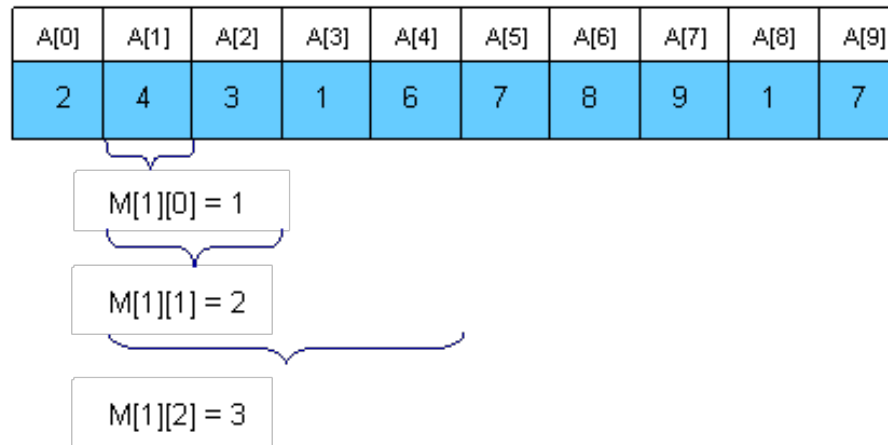 A[0] A[1] A[2] A[3] A[4] A[5] A[6] A[7] A[8] A[9]
2 4 3 1 6 7 8 9 1 7
M[1][0] = 1
M[1][1] = 2
M[1][2] = 3